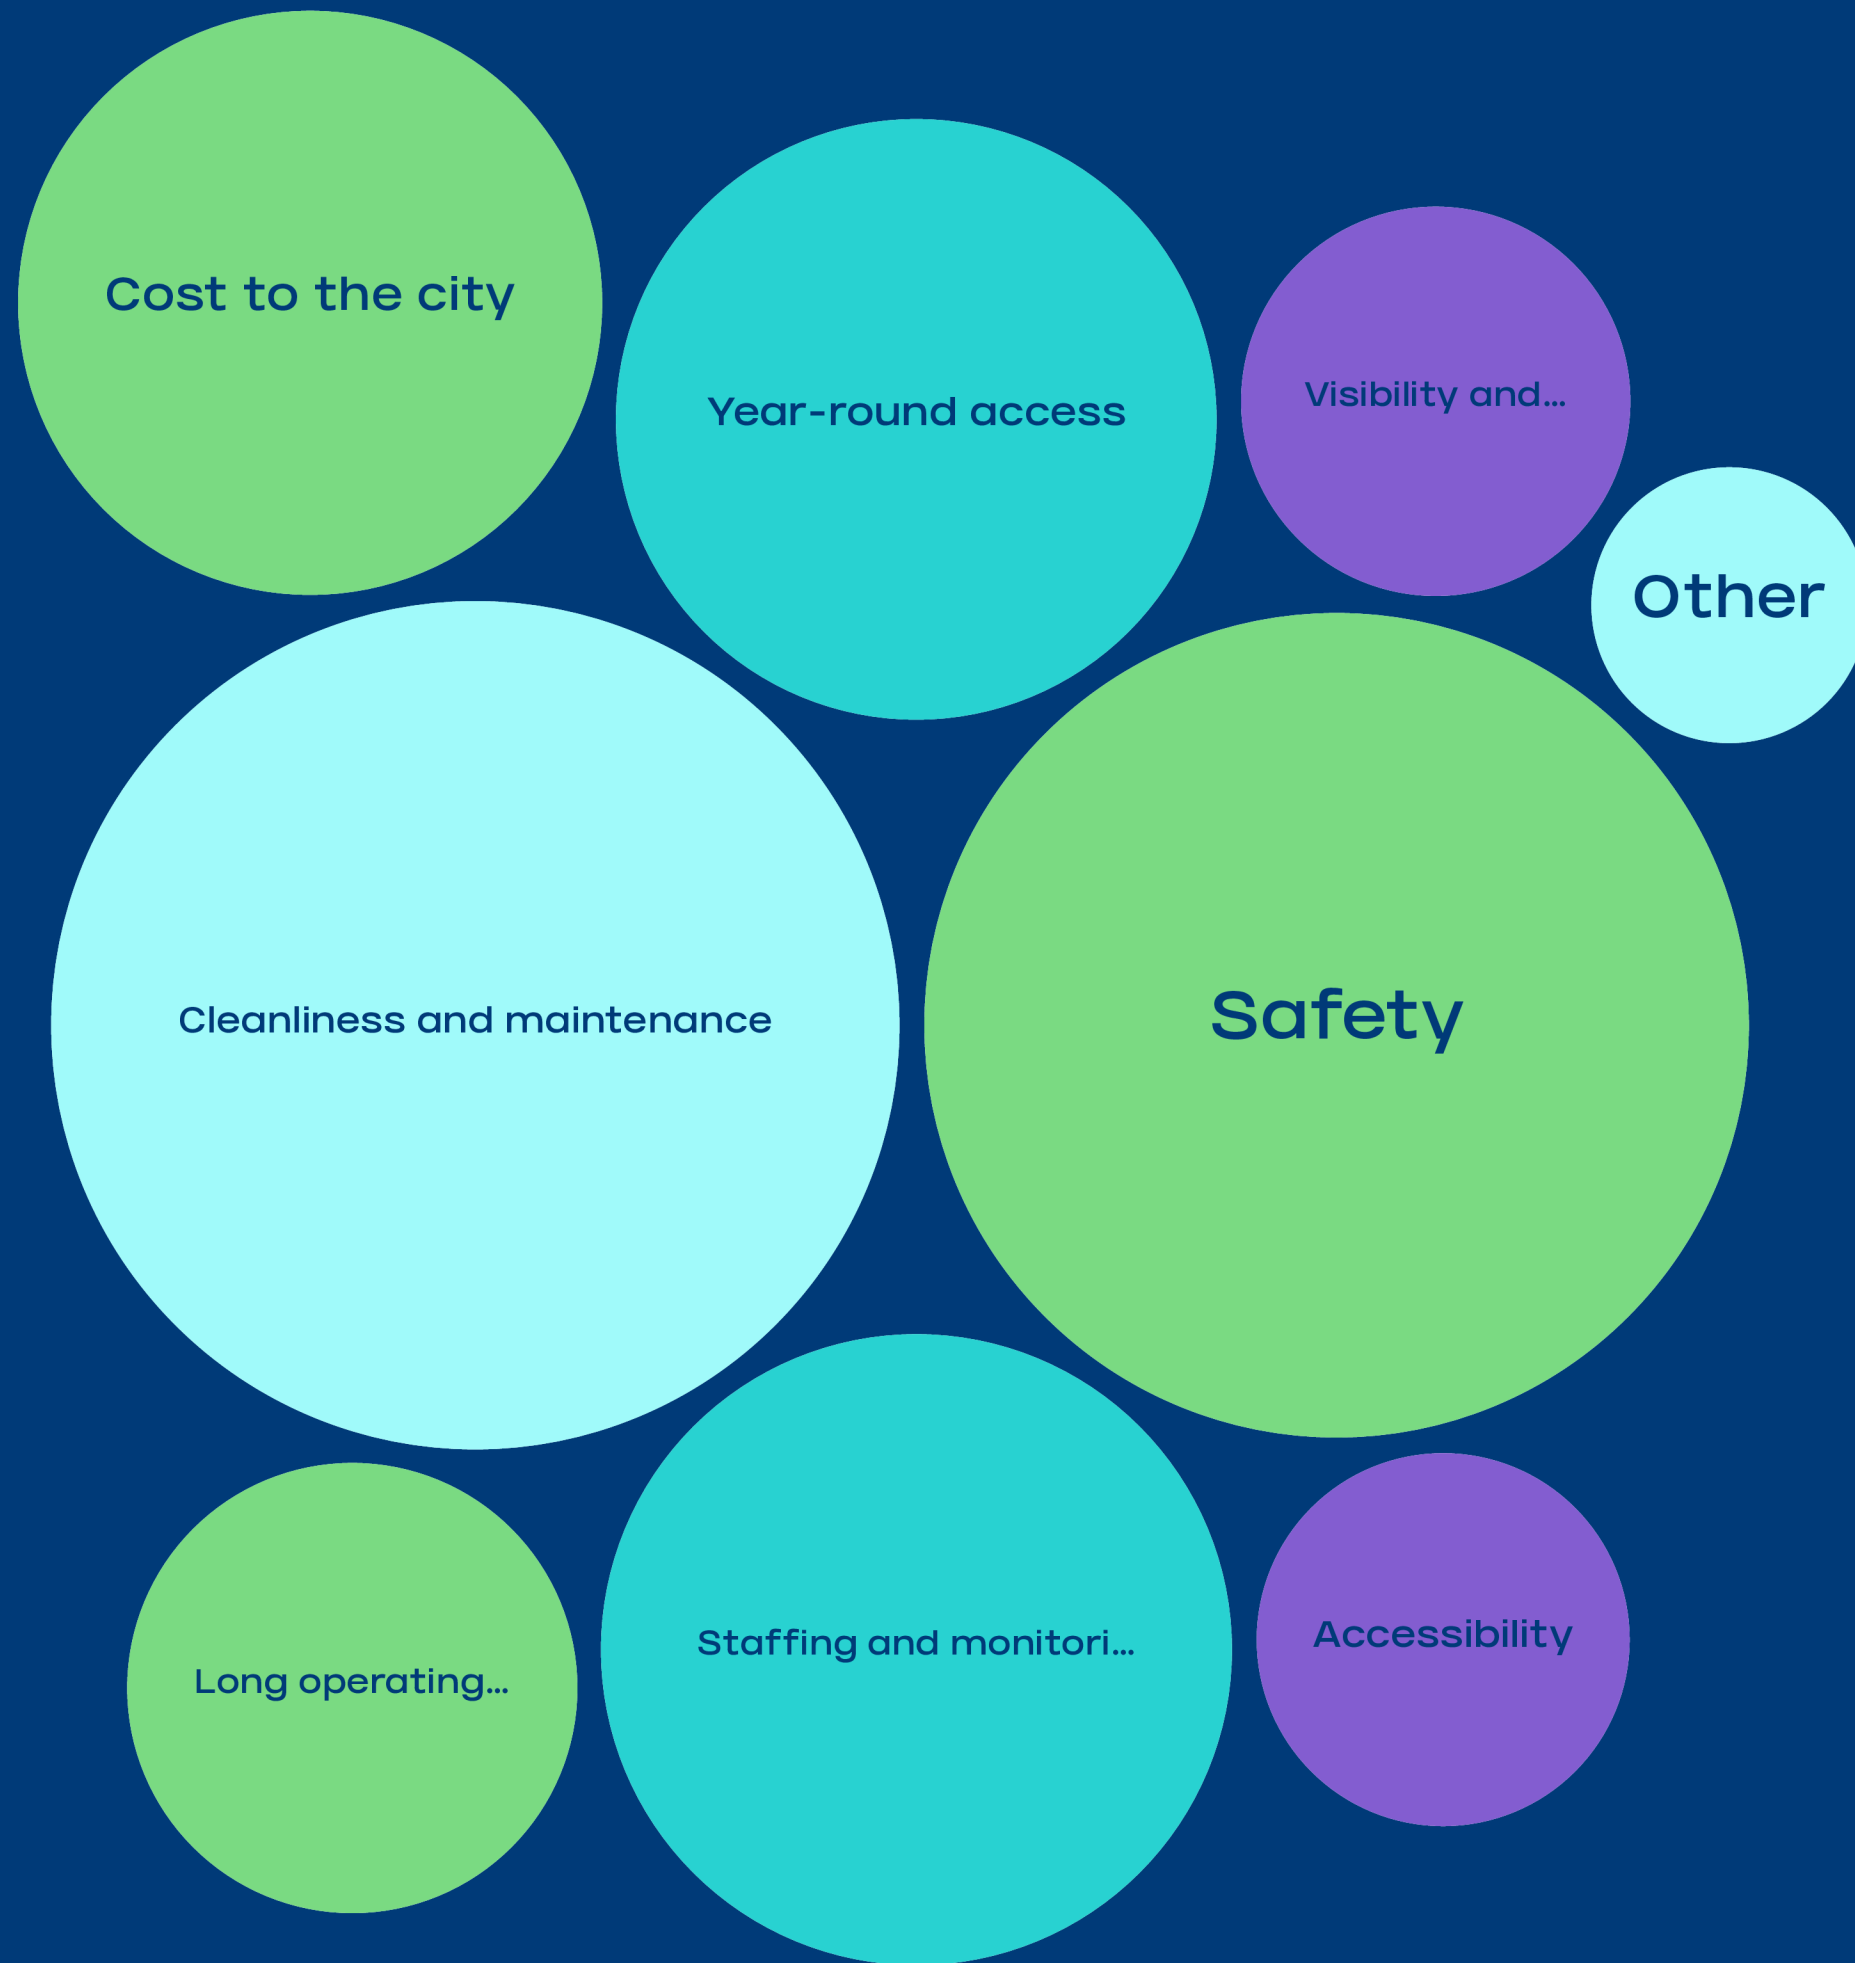 Cost to the city
Year-round access
Visibility and...
Other
Cleanliness and maintenance
Safety
Long operating...
Staffing and monitori...
Accessibility